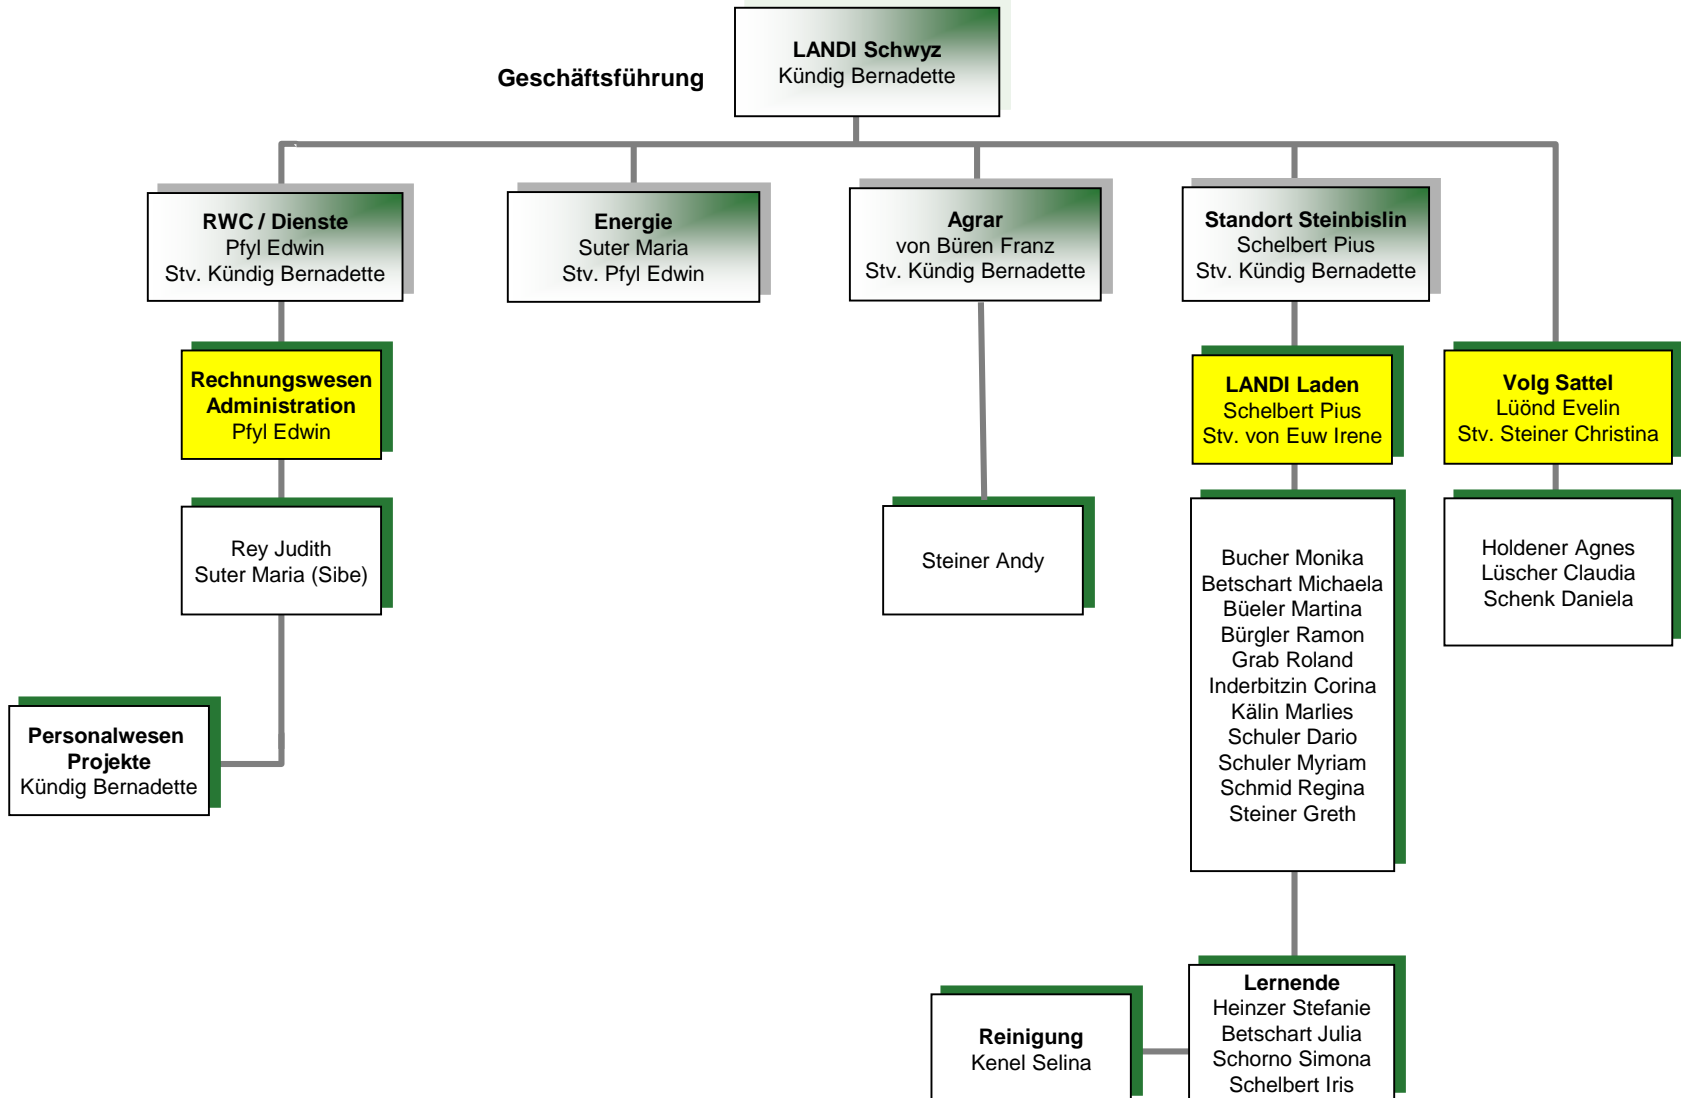 LANDI Schwyz
Kündig Bernadette
Geschäftsführung
RWC / Dienste
Pfyl Edwin
Stv. Kündig Bernadette
Energie
Suter Maria
Stv. Pfyl Edwin
Agrar
von Büren Franz
Stv. Kündig Bernadette
Standort Steinbislin
Schelbert Pius
Stv. Kündig Bernadette
Rechnungswesen
Administration
Pfyl Edwin
LANDI Laden
Schelbert Pius
Stv. von Euw Irene
Volg Sattel
Lüönd Evelin
Stv. Steiner Christina
Rey Judith
Suter Maria (Sibe)
Steiner Andy
Bucher Monika
Betschart Michaela
Büeler Martina
Bürgler Ramon
Grab Roland
Inderbitzin Corina
Kälin Marlies
Schuler Dario
Schuler Myriam
Schmid Regina
Steiner Greth
Holdener Agnes
Lüscher Claudia
Schenk Daniela
Personalwesen
Projekte
Kündig Bernadette
Reinigung
Kenel Selina
Lernende
Heinzer Stefanie
Betschart Julia
Schorno Simona
Schelbert Iris